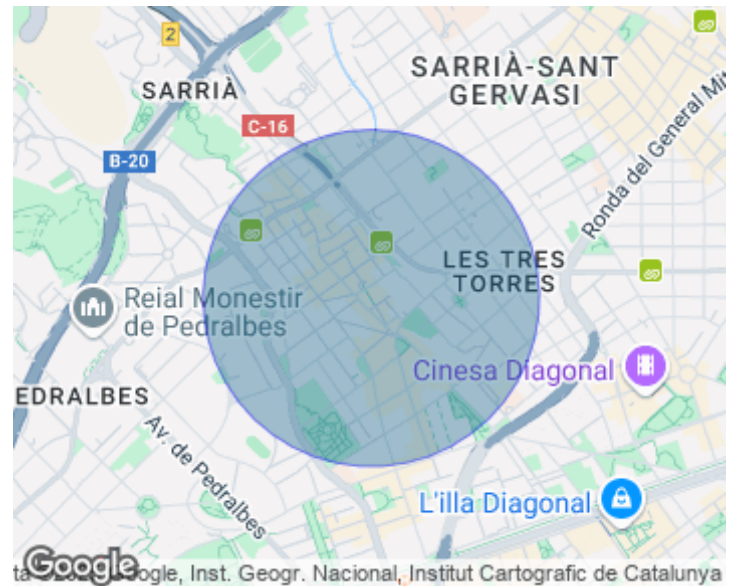 2
SARRIÀ
SARRIÀ-SANT
GERVASI
C-16
B-20
Ronda del General Mit
LES TRES
TORRES
Reial Monestir
de Pedralbes
Cinesa Diagonal
EDRALBES
Av. de Pedralbes
L'illa Diagonal
Google
ogle, Inst. Geogr. Nacional, Institut Cartografic de Catalunya